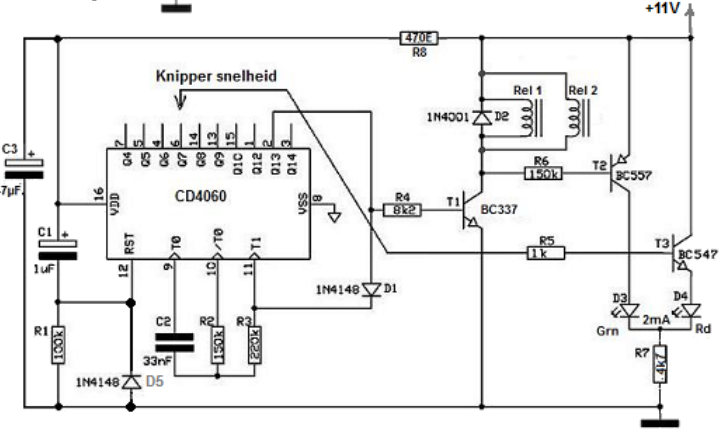 +11V
470E
R8
Knipper snelheid
Rel 1
Rel 2
1N4001
D2
7
5
4
6
14
13
15
1
2
3
Q4
Q5
Q6
Q7
Q8
Q9
Q10
Q12
Q13
Q14
C3
+
47µF
16
VDD
CD4060
VSS
8
R6
150k
T2
BC557
R4
8k2
T1
BC337
C1
+
1uF
RST
T0
/T0
T1
12
9
10
11
R5
1k
T3
BC547
1N4148
D1
D3
D4
2mA
Grn
Rd
R1
100k
C2
33nF
R2
150k
R3
220k
R7
4k7
1N4148
D5